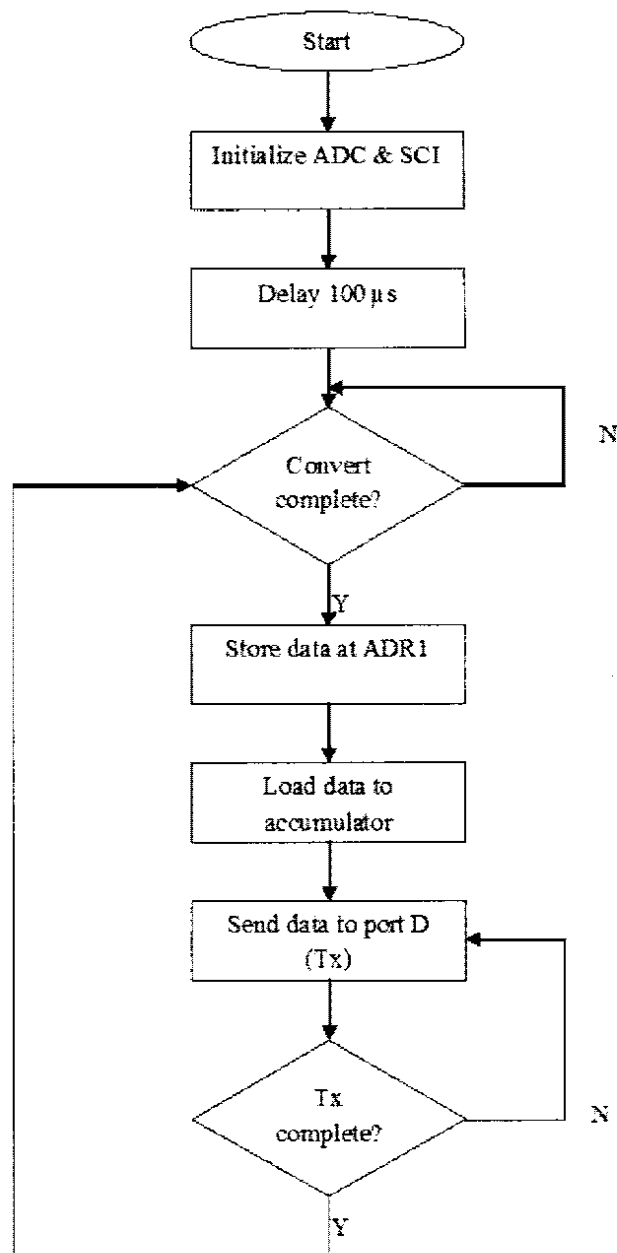 Start
Initialize ADC & SCI
Delay 100 µs
N
Convert
complete?
Y
Store data at ADR1
Load data to
accumulator
Send data to port D
(Tx)
Tx
complete?
N
Y